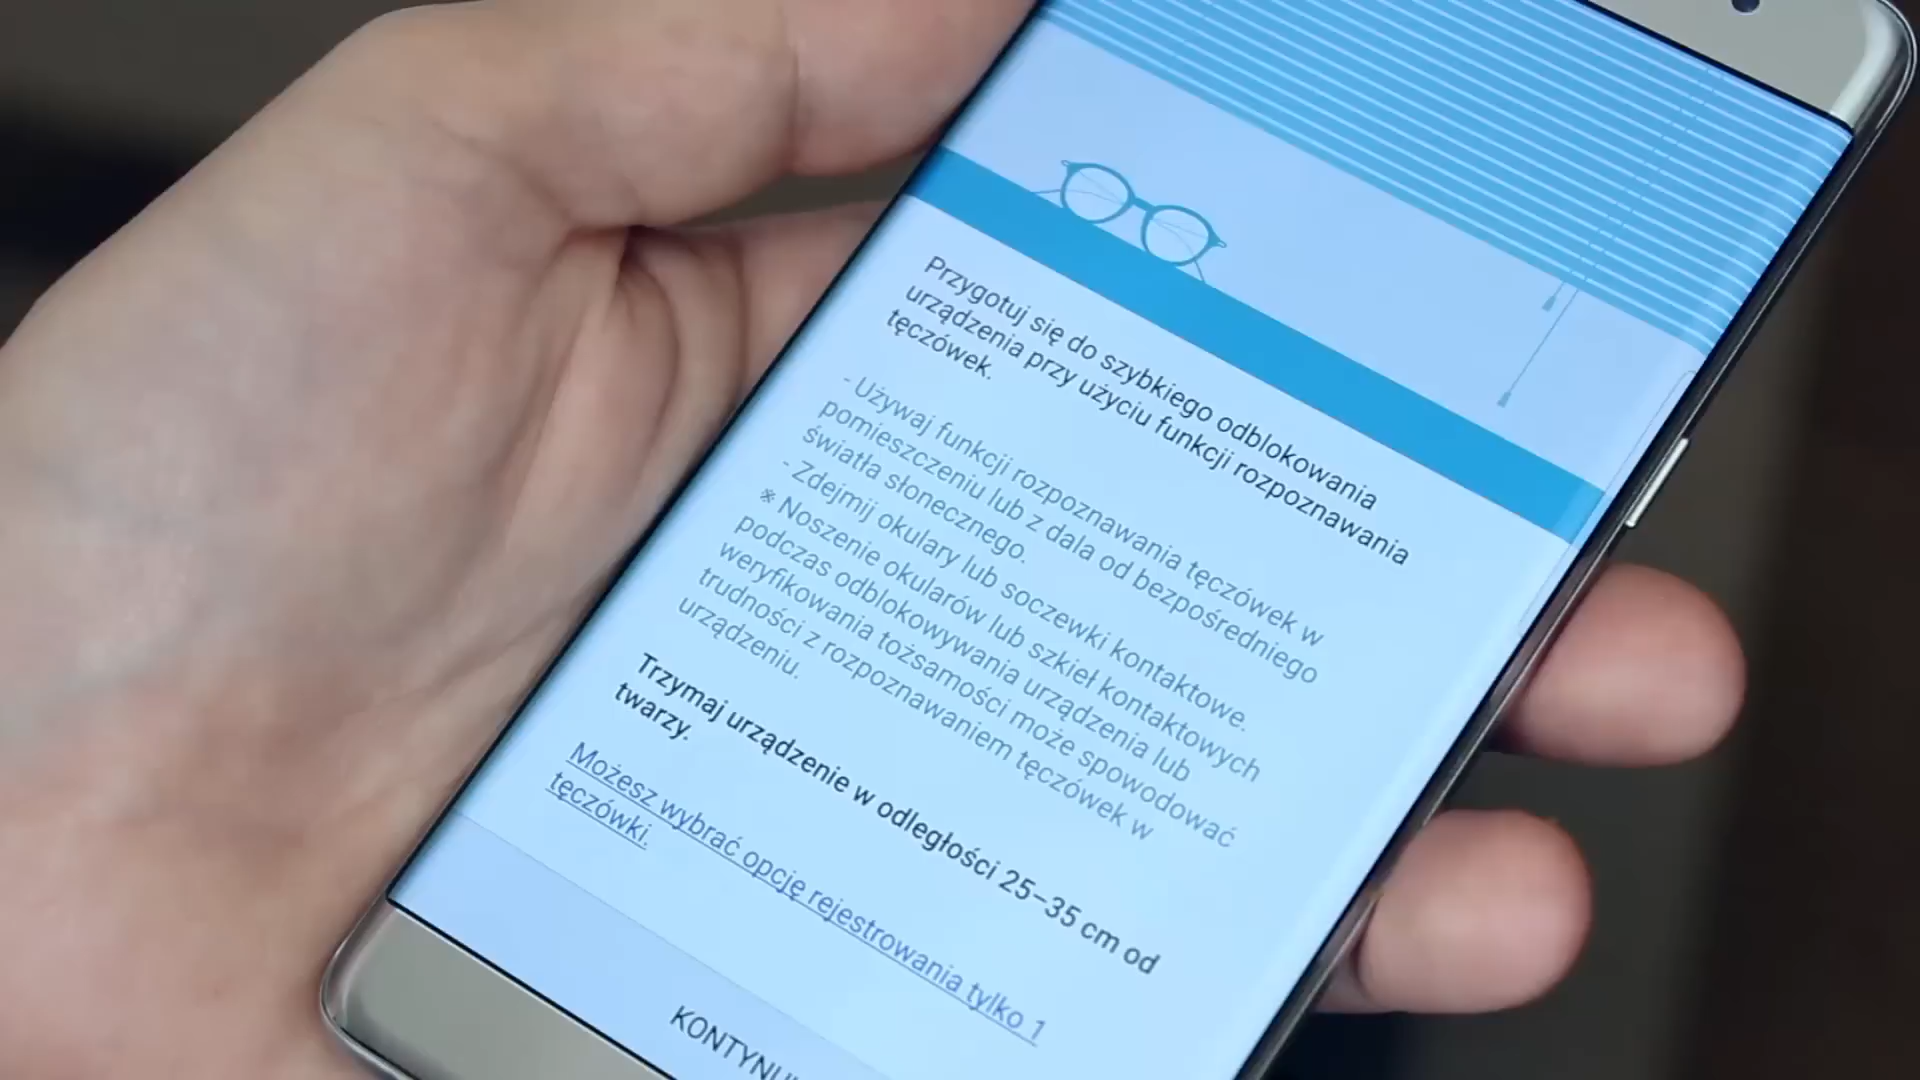 Przygotuj się do szybkiego odblokowania
urządzenia przy użyciu funkcji rozpoznawania
tęczówek.
- Używaj funkcji rozpoznawania tęczówek w
pomieszczeniu lub z dala od bezpośredniego
światła słonecznego.
- Zdejmij okulary lub soczewki kontaktowe.
※ Noszenie okularów lub szkieł kontaktowych
podczas odblokowywania urządzenia lub
weryfikowania tożsamości może spowodować
trudności z rozpoznawaniem tęczówek w
urządzeniu.
Trzymaj urządzenie w odległości 25–35 cm od
twarzy.
Możesz wybrać opcję rejestrowania tylko 1
tęczówki.